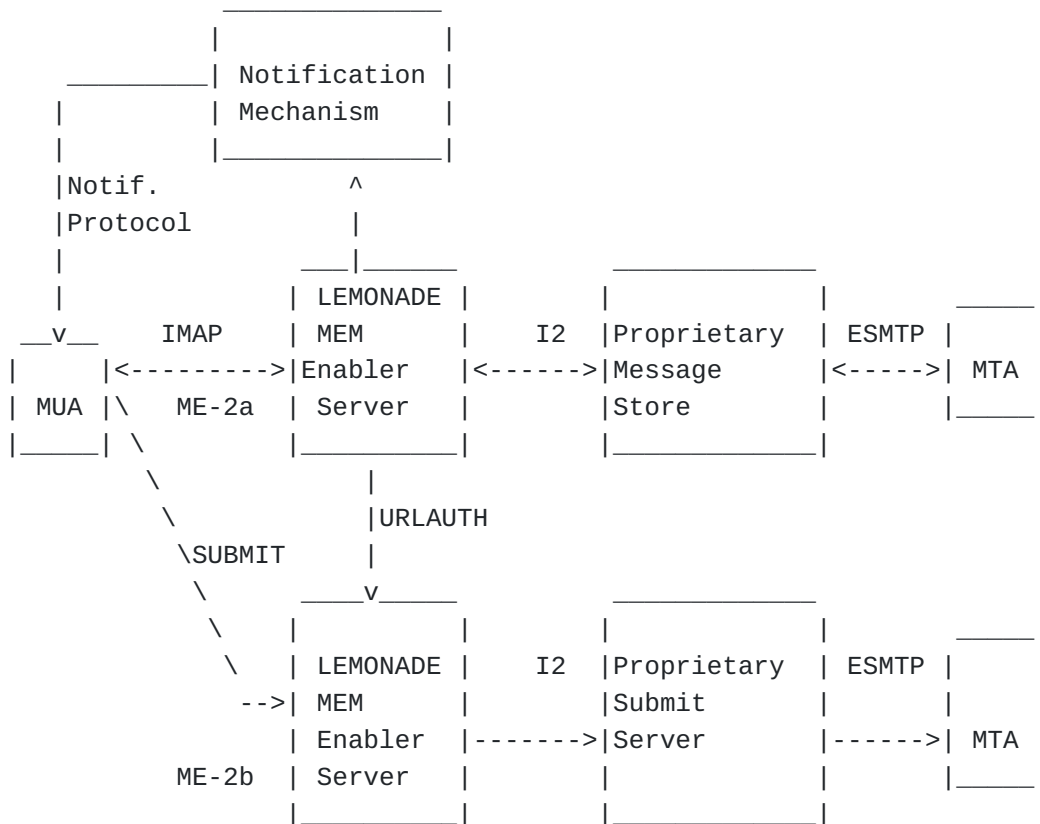 Notification
Mechanism
Notif.
Protocol
LEMONADE
IMAP MEM I2 Proprietary ESMTP
Enabler Message MTA
MUA ME-2a Server Store
URLAUTH
SUBMIT
LEMONADE I2 Proprietary ESMTP
MEM Submit
Enabler Server MTA
ME-2b Server